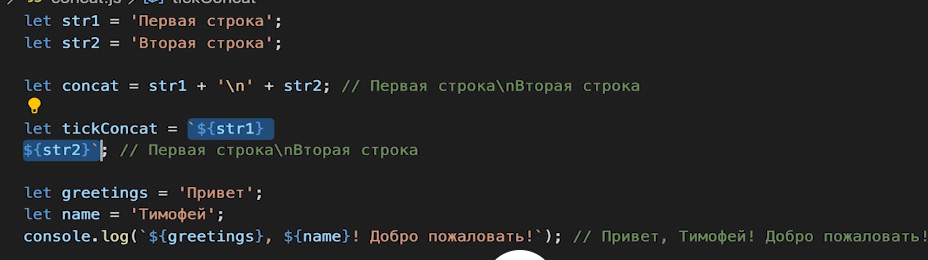 concat.js > tickConcat
let str1 = 'Первая строка';
let str2 = 'Вторая строка';
let concat = str1 + '\n' + str2; // Первая строка\nВторая строка
let tickConcat = `${str1}
${str2}`; // Первая строка\nВторая строка
let greetings = 'Привет';
let name = 'Тимофей';
console.log(`${greetings}, ${name}! Добро пожаловать!`); // Привет, Тимофей! Добро пожаловать!